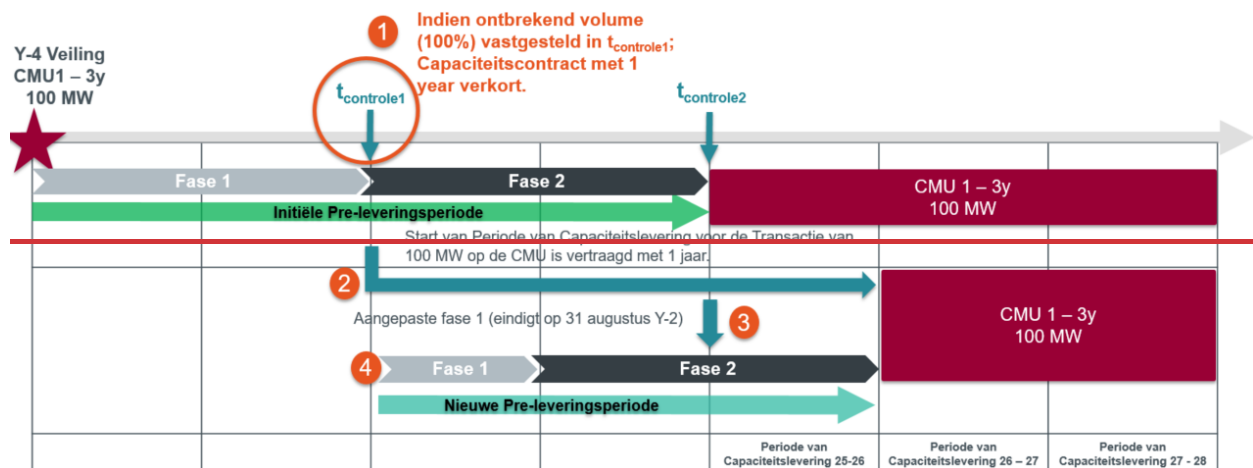 Y-4 Veiling
CMU1 – 3y
100 MW
1
Indien ontbrekend volume
(100%) vastgesteld in tcontrole1;
Capaciteitscontract met 1
year verkort.
tcontrole1
tcontrole2
Fase 1
Fase 2
CMU 1 – 3y
100 MW
Initiële Pre-leveringsperiode
Start van Periode van Capaciteitslevering voor de Transactie van
100 MW op de CMU is vertraagd met 1 jaar.
2
CMU 1 – 3y
100 MW
Aangepaste fase 1 (eindigt op 31 augustus Y-2)
3
4
Fase 1
Fase 2
Nieuwe Pre-leveringsperiode
Periode van
Capaciteitslevering 25-26
Periode van
Capaciteitslevering 26 – 27
Periode van
Capaciteitslevering 27 - 28